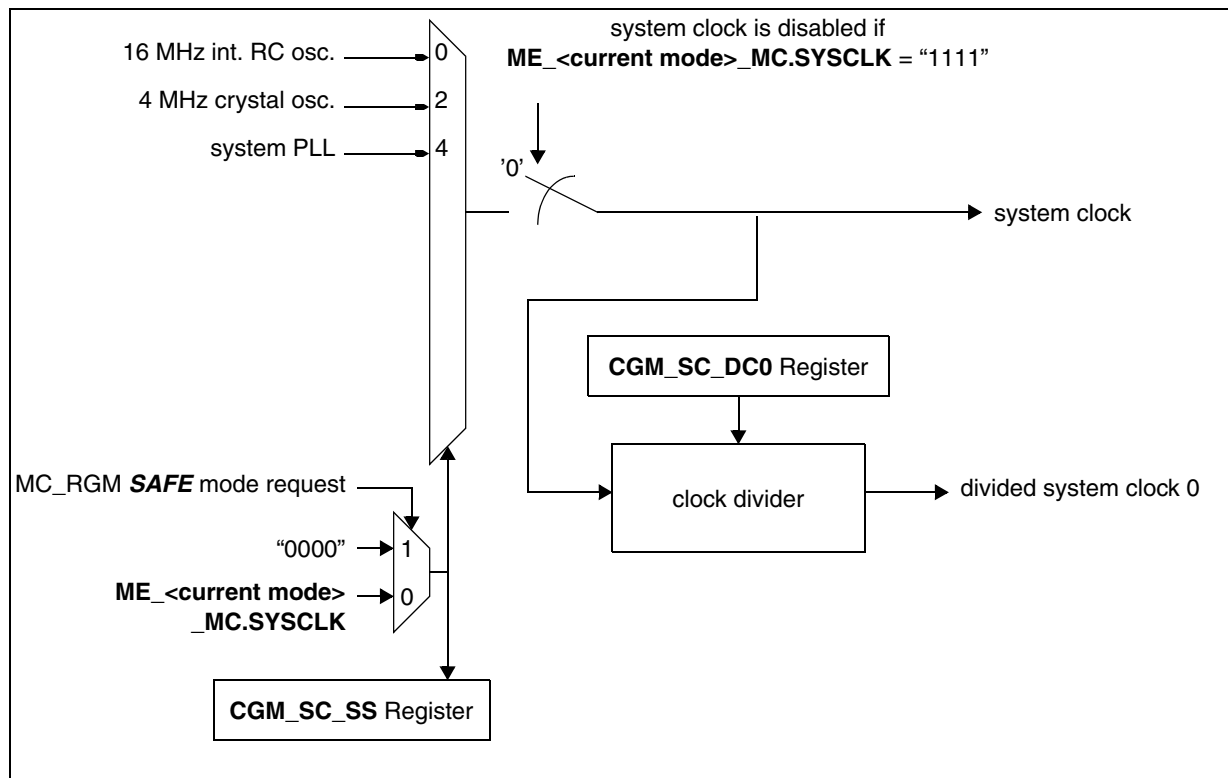 16 MHz int. RC osc.
0
4 MHz crystal osc.
2
system PLL
4
system clock is disabled if
ME_<current mode>_MC.SYSCLK = “1111”
'0'
system clock
CGM_SC_DC0 Register
clock divider
divided system clock 0
MC_RGM SAFE mode request
“0000”
1
ME_<current mode>
_MC.SYSCLK
0
CGM_SC_SS Register